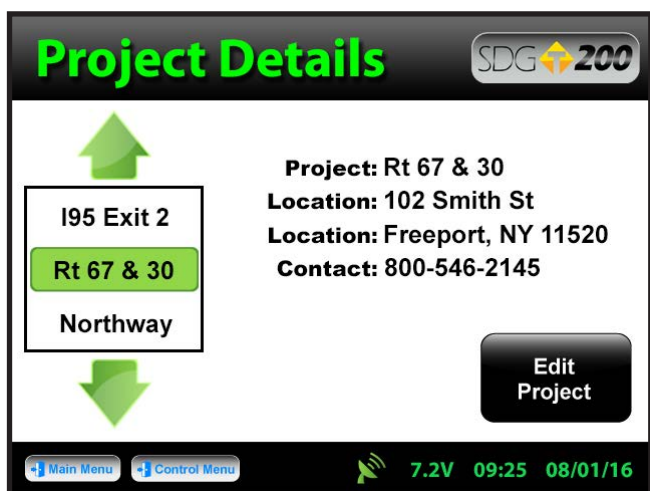 Project Details
SDG 200
I95 Exit 2
Rt 67 & 30
Northway
Project: Rt 67 & 30
Location: 102 Smith St
Location: Freeport, NY 11520
Contact: 800-546-2145
Edit
Project
Main Menu
Control Menu
7.2V 09:25 08/01/16